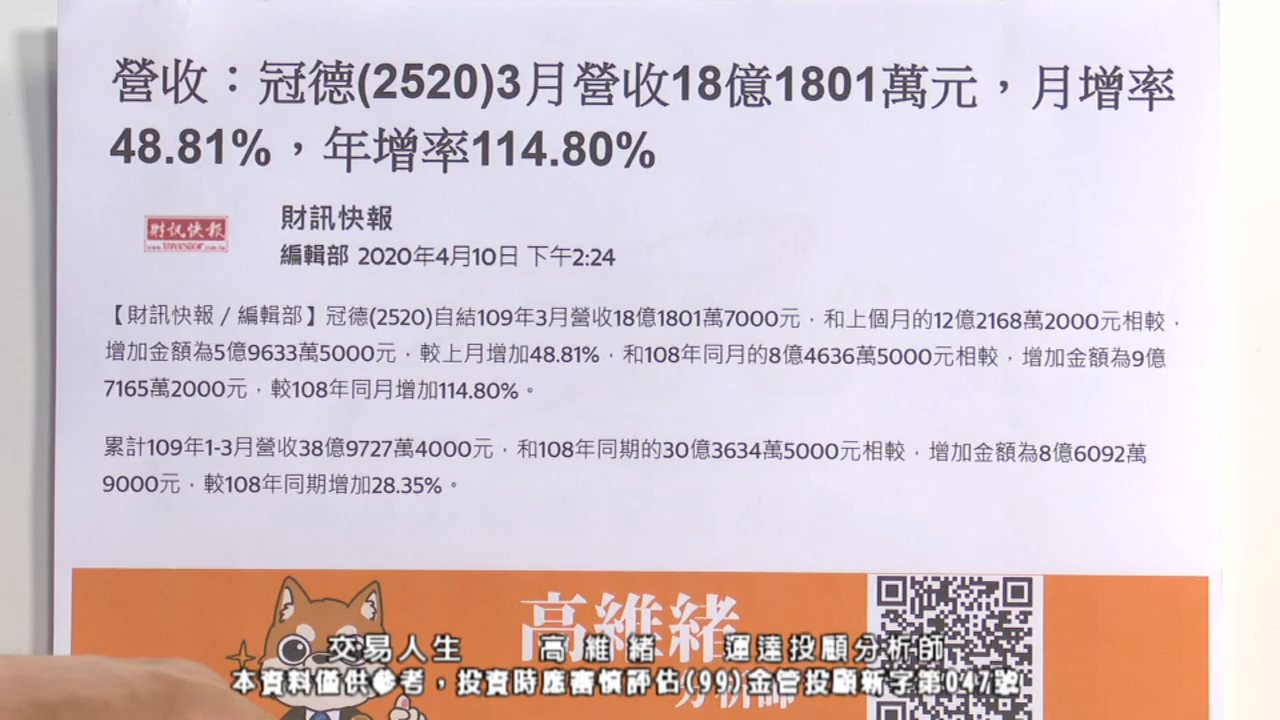 營收：冠德(2520)3月營收18億1801萬元，月增率
48.81%，年增率114.80%
財訊快報
財訊快報
編輯部 2020年4月10日 下午2:24
【財訊快報 / 編輯部】冠德(2520)自結109年3月營收18億1801萬7000元，和上個月的12億2168萬2000元相較，
增加金額為5億9633萬5000元，較上月增加48.81%，和108年同月的8億4636萬5000元相較，增加金額為9億
7165萬2000元，較108年同月增加114.80%。
累計109年1-3月營收38億9727萬4000元，和108年同期的30億3634萬5000元相較，增加金額為8億6092萬
9000元，較108年同期增加28.35%。
高維緒
分析師
交易人生 高維緒 運達投顧分析師
本資料僅供參考，投資時應審慎評估(99)金管投顧新字第047號